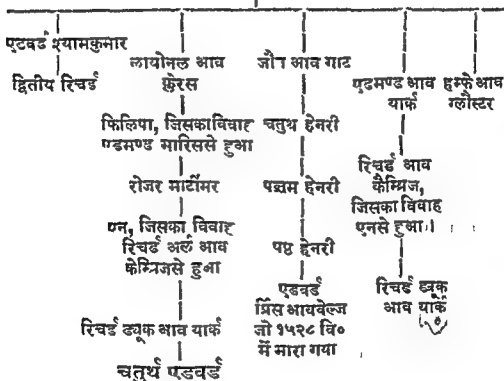 एडवर्ड श्यामकुमार
द्वितीय रिचर्ड
लायोनल आव
क्लेरेंस
फिलिपा, जिसका विवाह
एडमण्ड मारिससे हुआ
रोजर मार्टीमर
एन, जिसका विवाह
रिचर्ड अर्ल आव
केम्ब्रिजसे हुआ
रिचर्ड ड्यूक आव यार्क
चतुर्थ एडवर्ड
जौन आव गाट
चतुथ हेनरी
पञ्चम हेनरी
षष्ठ हेनरी
एडवर्ड
प्रिंस आववेल्ज
जो १५२८ वि०
में मारा गया
एडमण्ड आव
यार्क
रिचर्ड आव
कैम्ब्रिज,
जिसका विवाह
एनसे हुआ।
रिचर्ड ड्यूक
आव यार्क
हम्फ्रे आव
ग्लौस्टर